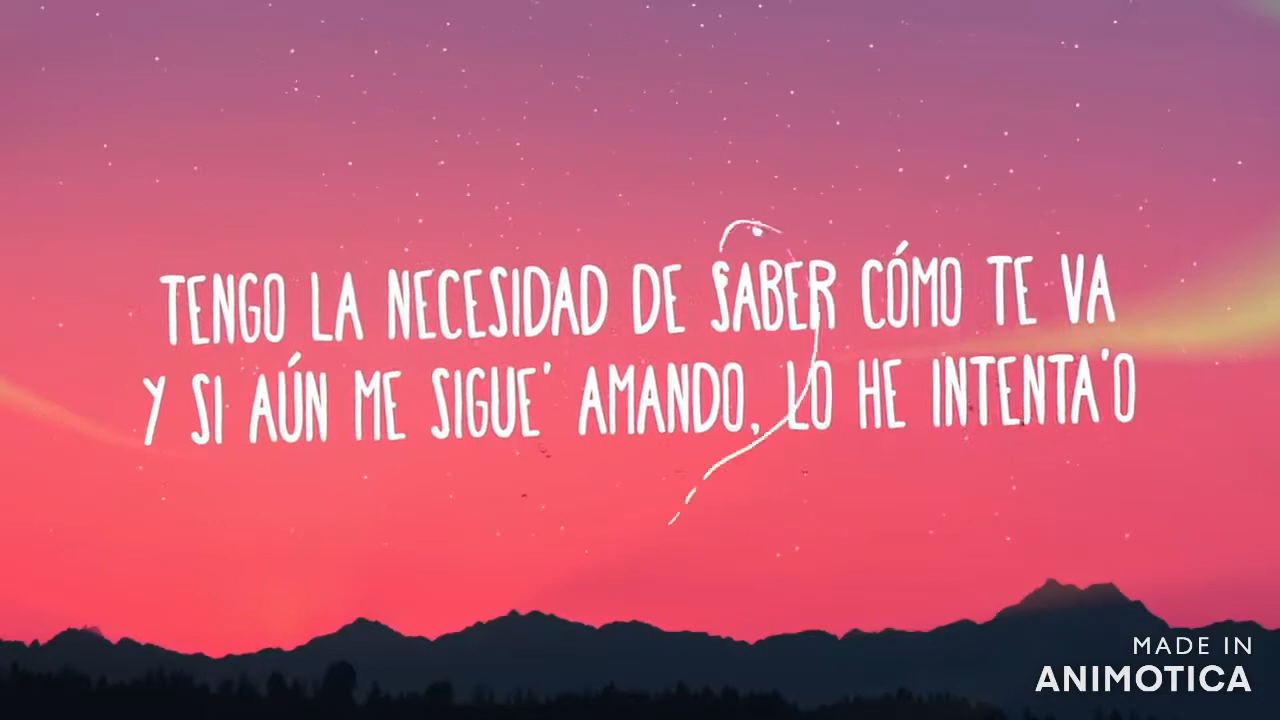 TENGO LA NECESIDAD DE SABER CÓMO TE VA
Y SI AÚN ME SIGUE' AMANDO, LO HE INTENTA'O
MADE IN
ANIMOTICA